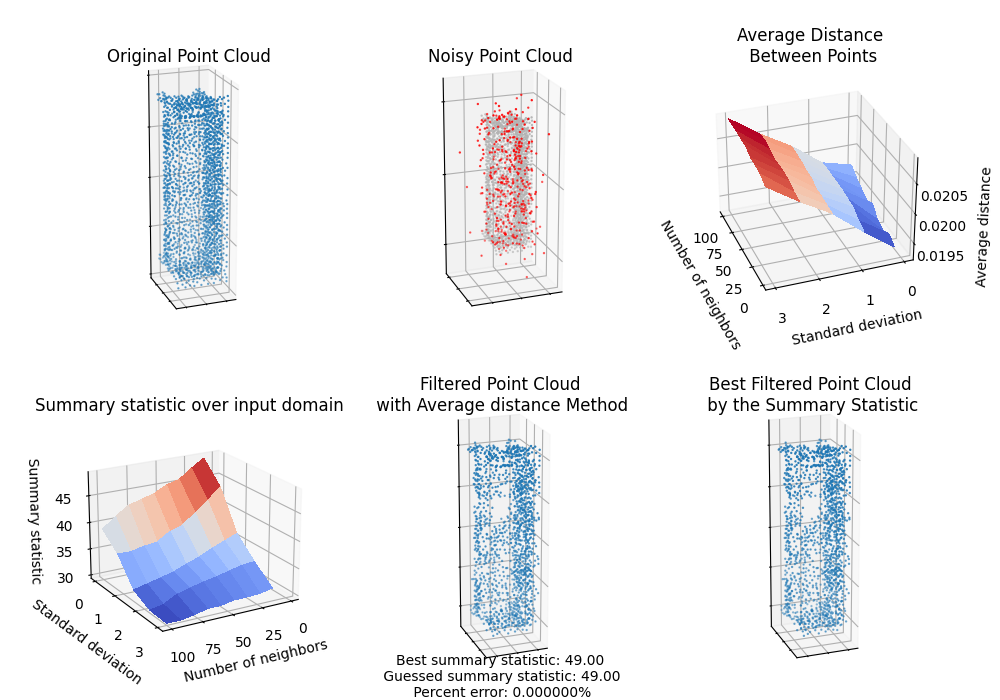 Original Point Cloud
Noisy Point Cloud
Average Distance
Between Points
0.0205
0.0200
0.0195
Average distance
100
75
50
25
0
Number of neighbors
3
2
1
0
Standard deviation
Summary statistic over input domain
45
40
35
30
Summary statistic
0
1
2
3
Standard deviation
100
75
50
25
0
Number of neighbors
Filtered Point Cloud
with Average distance Method
Best summary statistic: 49.00
Guessed summary statistic: 49.00
Percent error: 0.000000%
Best Filtered Point Cloud
by the Summary Statistic